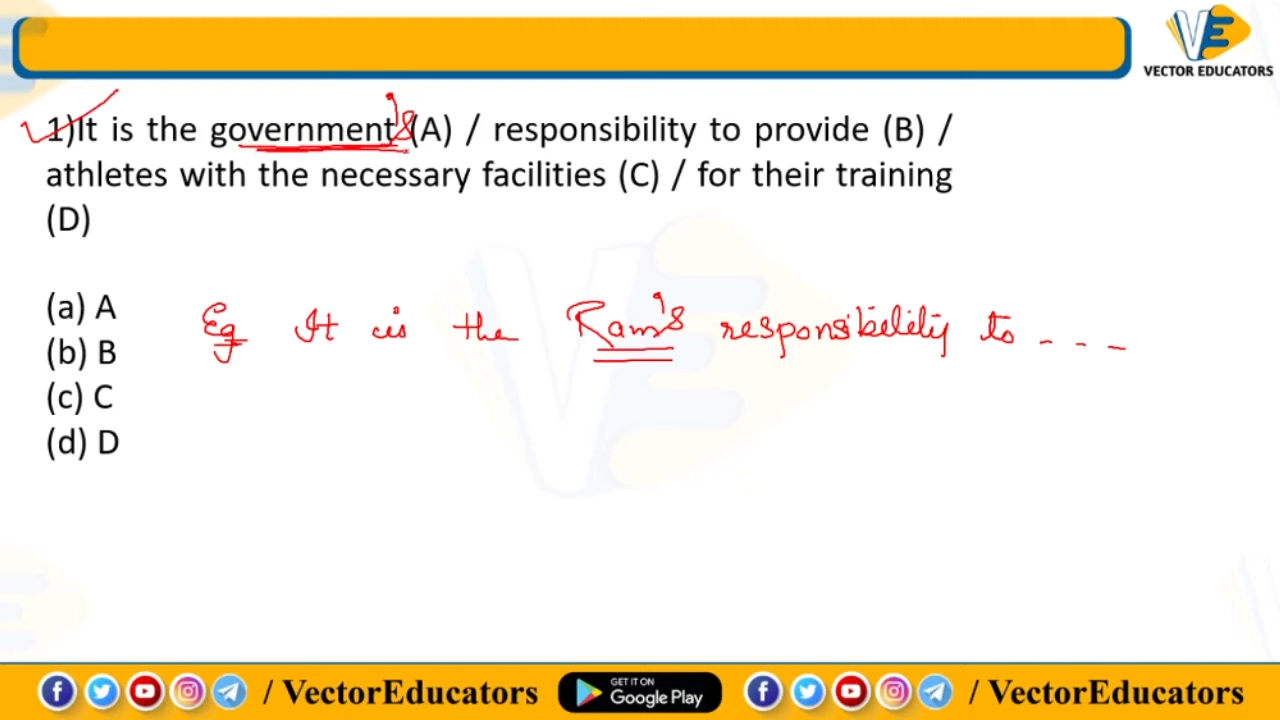 VE
VECTOR EDUCATORS
1)It is the government's (A) / responsibility to provide (B) /
athletes with the necessary facilities (C) / for their training
(D)
(a) A
Eg It is the Ram's responsibility to - - -
(b) B
(c) C
(d) D
/ VectorEducators
GET IT ON
Google Play
/ VectorEducators